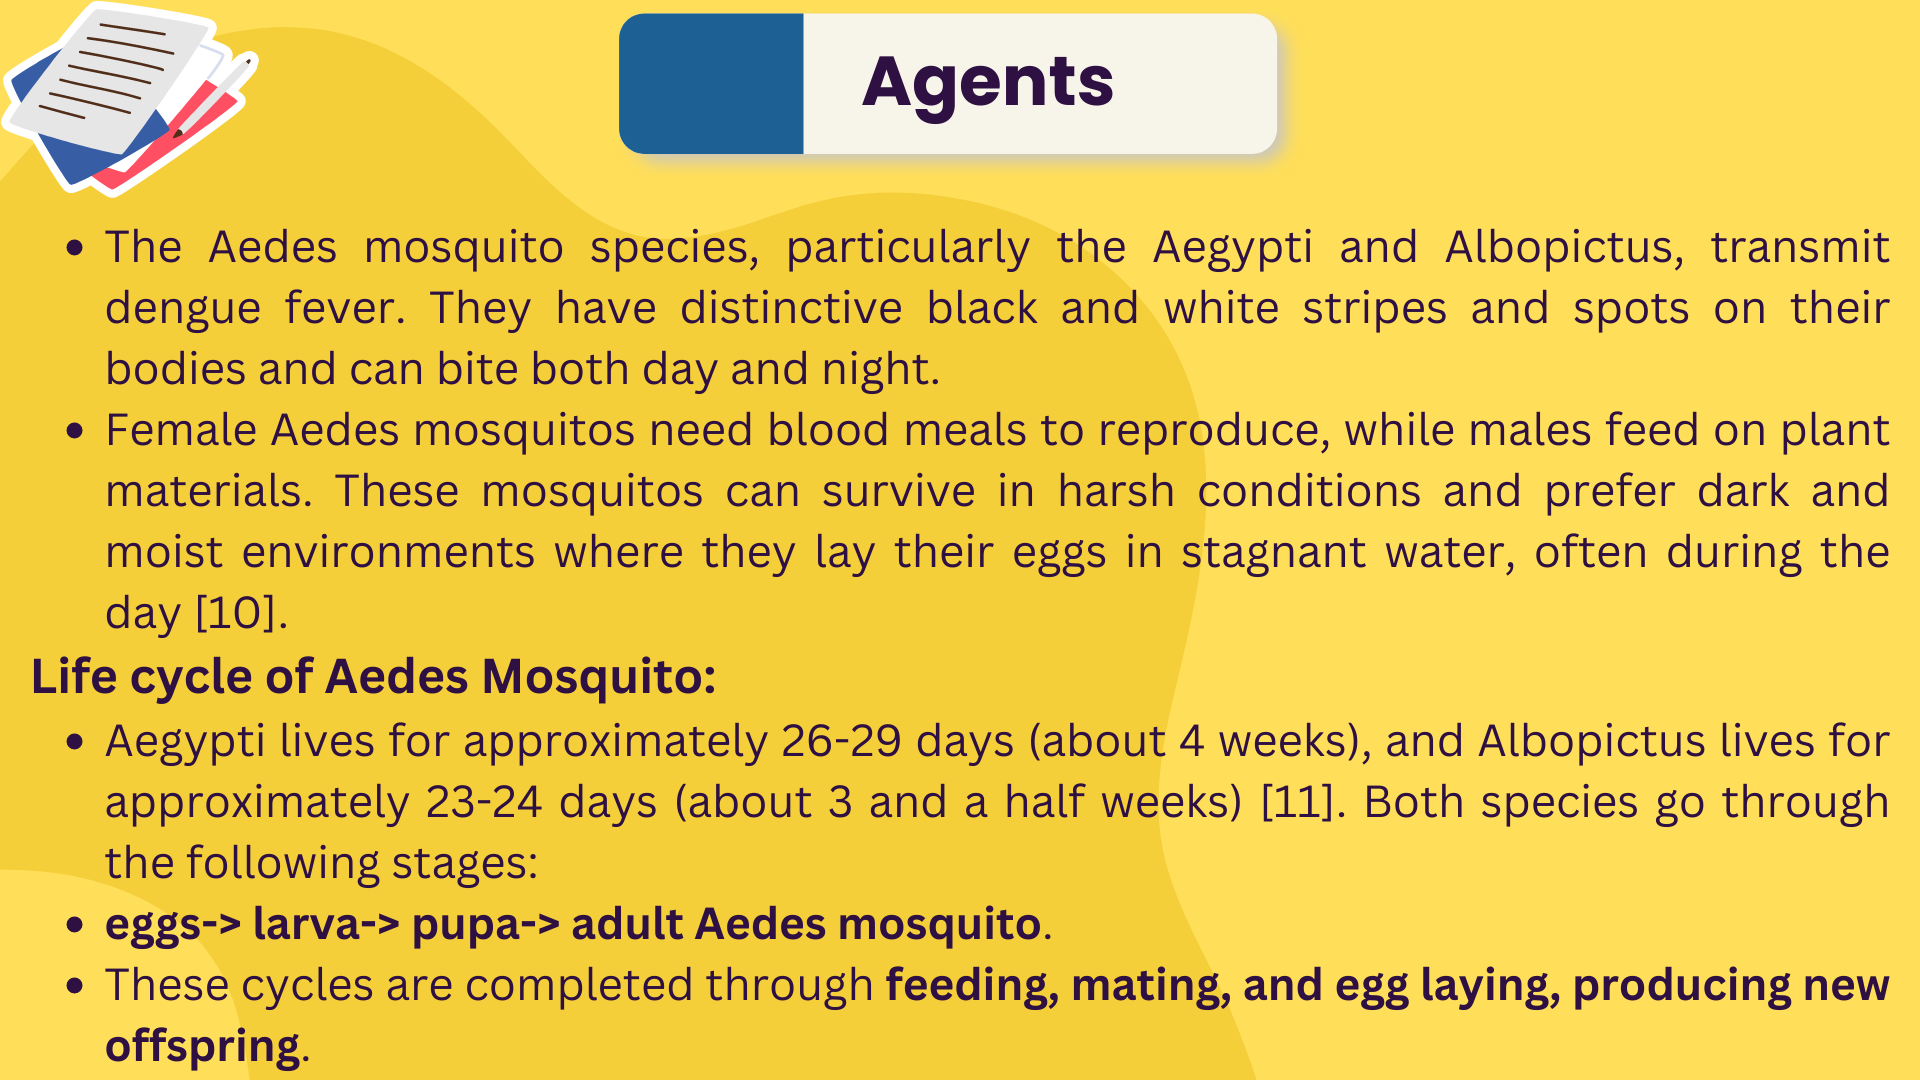 Agents
• The Aedes mosquito species, particularly the Aegypti and Albopictus, transmit
dengue fever. They have distinctive black and white stripes and spots on their
bodies and can bite both day and night.
• Female Aedes mosquitos need blood meals to reproduce, while males feed on plant
materials. These mosquitos can survive in harsh conditions and prefer dark and
moist environments where they lay their eggs in stagnant water, often during the
day [10].
Life cycle of Aedes Mosquito:
• Aegypti lives for approximately 26-29 days (about 4 weeks), and Albopictus lives for
approximately 23-24 days (about 3 and a half weeks) [11]. Both species go through
the following stages:
• eggs-> larva-> pupa-> adult Aedes mosquito.
• These cycles are completed through feeding, mating, and egg laying, producing new
offspring.